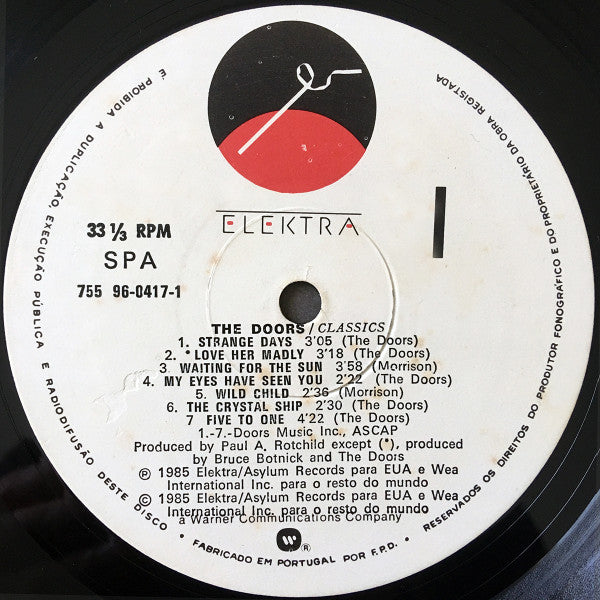 É PROIBIDA A DUPLICAÇÃO, EXECUÇÃO PÚBLICA E RADIODIFUSÃO DESTE DISCO • FABRICADO EM PORTUGAL POR F.P.D. • RESERVADOS OS DIREITOS DO PRODUTOR FONOGRÁFICO E DO PROPRIETÁRIO DA OBRA REGISTADA
ELEKTRA
33 ⅓ RPM
SPA
755 96-0417-1
1
THE DOORS/CLASSICS
1. STRANGE DAYS 3'05 (The Doors)
2. *LOVE HER MADLY 3'18 (The Doors)
3. WAITING FOR THE SUN 3'58 (Morrison)
4. MY EYES HAVE SEEN YOU 2'22 (The Doors)
5. WILD CHILD 2'36 (Morrison)
6. THE CRYSTAL SHIP 2'30 (The Doors)
7 FIVE TO ONE 4'22 (The Doors)
1.-7.-Doors Music Inc., ASCAP
Produced by Paul A, Rotchild except (*), produced
by Bruce Botnick and The Doors
℗ 1985 Elektra/Asylum Records para EUA e Wea
International Inc. para o resto do mundo
© 1985 Elektra/Asylum Records para EUA e Wea
International Inc. para o resto do mundo
a Warner Communications Company
W ®